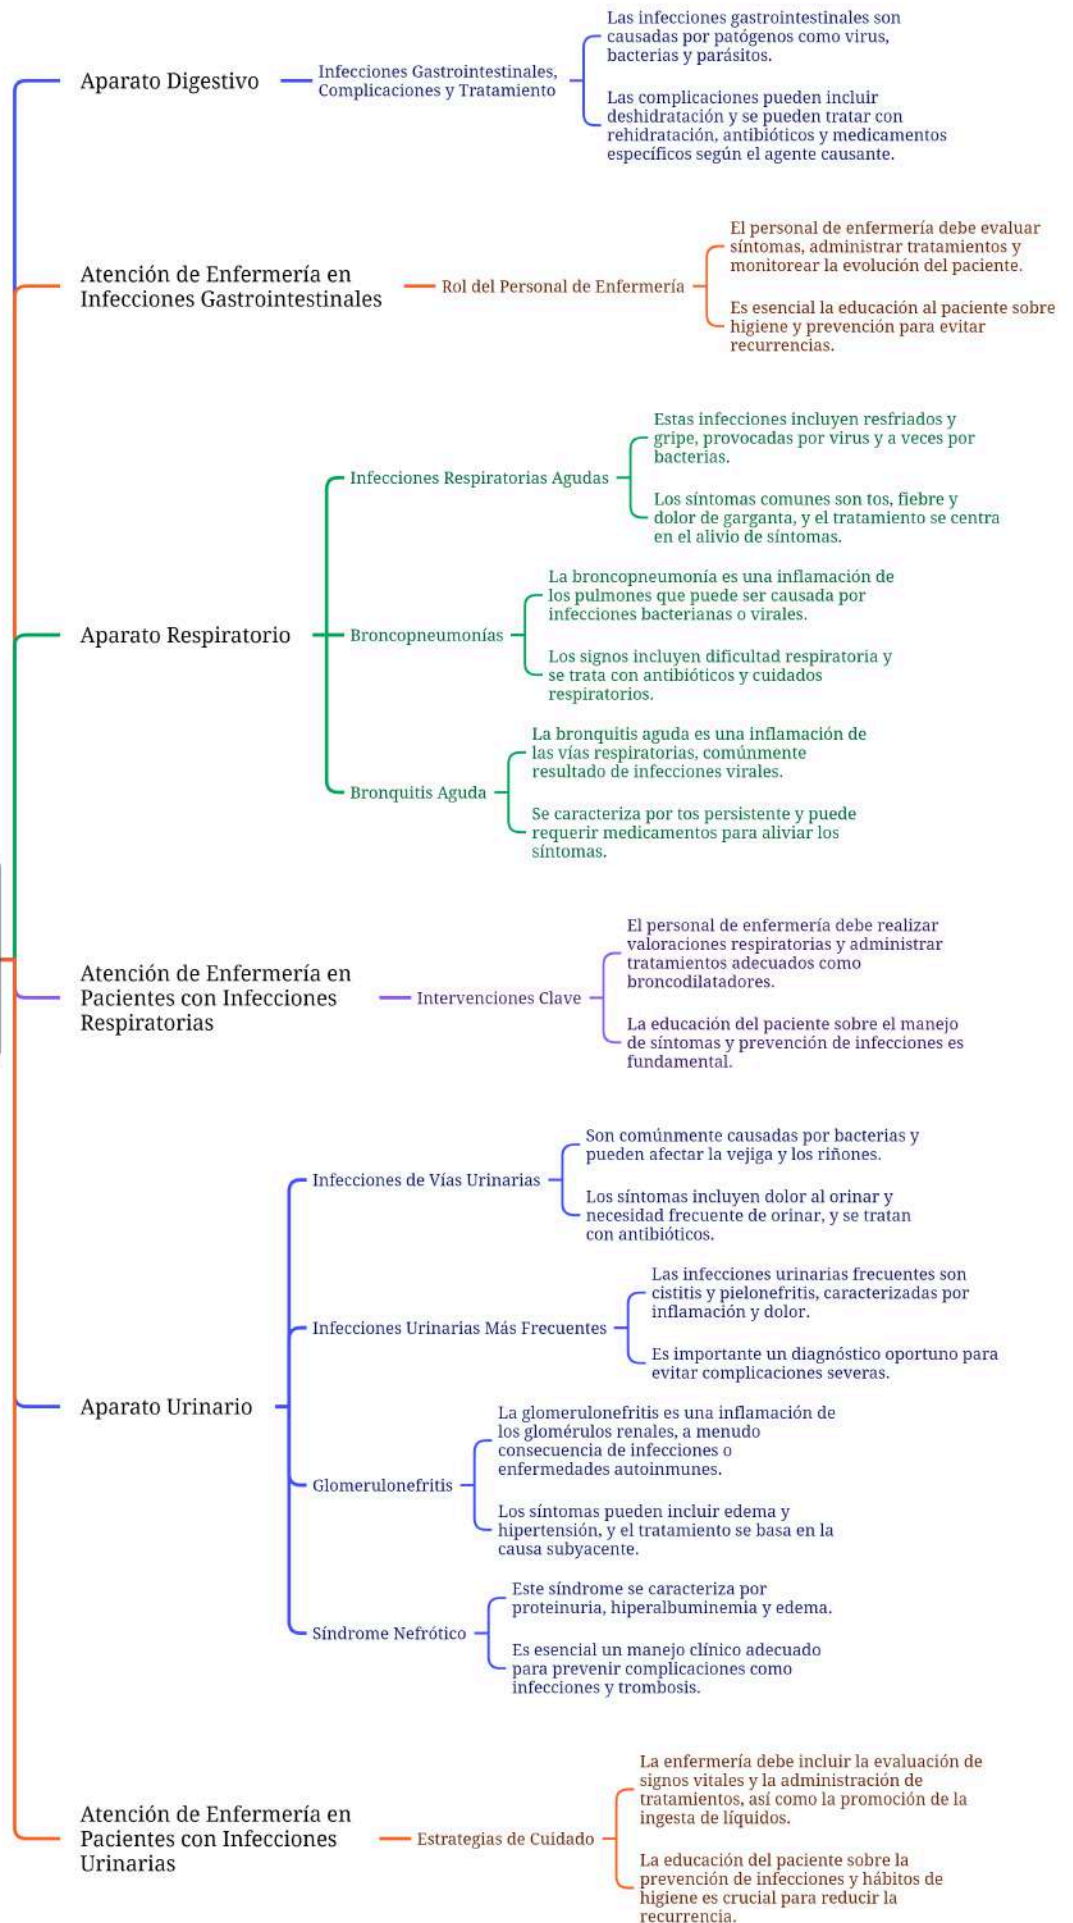 Aparato Digestivo
Infecciones Gastrointestinales,
Complicaciones y Tratamiento
Las infecciones gastrointestinales son
causadas por patógenos como virus,
bacterias y parásitos.
Las complicaciones pueden incluir
deshidratación y se pueden tratar con
rehidratación, antibióticos y medicamentos
específicos según el agente causante.
Atención de Enfermería en
Infecciones Gastrointestinales
Rol del Personal de Enfermería
El personal de enfermería debe evaluar
síntomas, administrar tratamientos y
monitorear la evolución del paciente.
Es esencial la educación al paciente sobre
higiene y prevención para evitar
recurrencias.
Aparato Respiratorio
Infecciones Respiratorias Agudas
Estas infecciones incluyen resfriados y
gripe, provocadas por virus y a veces por
bacterias.
Los síntomas comunes son tos, fiebre y
dolor de garganta, y el tratamiento se centra
en el alivio de síntomas.
Broncopneumonías
La broncopneumonía es una inflamación de
los pulmones que puede ser causada por
infecciones bacterianas o virales.
Los signos incluyen dificultad respiratoria y
se trata con antibióticos y cuidados
respiratorios.
Bronquitis Aguda
La bronquitis aguda es una inflamación de
las vías respiratorias, comúnmente
resultado de infecciones virales.
Se caracteriza por tos persistente y puede
requerir medicamentos para aliviar los
síntomas.
Atención de Enfermería en
Pacientes con Infecciones
Respiratorias
Intervenciones Clave
El personal de enfermería debe realizar
valoraciones respiratorias y administrar
tratamientos adecuados como
broncodilatadores.
La educación del paciente sobre el manejo
de síntomas y prevención de infecciones es
fundamental.
Aparato Urinario
Infecciones de Vías Urinarias
Son comúnmente causadas por bacterias y
pueden afectar la vejiga y los riñones.
Los síntomas incluyen dolor al orinar y
necesidad frecuente de orinar, y se tratan
con antibióticos.
Infecciones Urinarias Más Frecuentes
Las infecciones urinarias frecuentes son
cistitis y pielonefritis, caracterizadas por
inflamación y dolor.
Es importante un diagnóstico oportuno para
evitar complicaciones severas.
Glomerulonefritis
La glomerulonefritis es una inflamación de
los glomérulos renales, a menudo
consecuencia de infecciones o
enfermedades autoinmunes.
Los síntomas pueden incluir edema y
hipertensión, y el tratamiento se basa en la
causa subyacente.
Síndrome Nefrótico
Este síndrome se caracteriza por
proteinuria, hiperalbuminemia y edema.
Es esencial un manejo clínico adecuado
para prevenir complicaciones como
infecciones y trombosis.
Atención de Enfermería en
Pacientes con Infecciones
Urinarias
Estrategias de Cuidado
La enfermería debe incluir la evaluación de
signos vitales y la administración de
tratamientos, así como la promoción de la
ingesta de líquidos.
La educación del paciente sobre la
prevención de infecciones y hábitos de
higiene es crucial para reducir la
recurrencia.